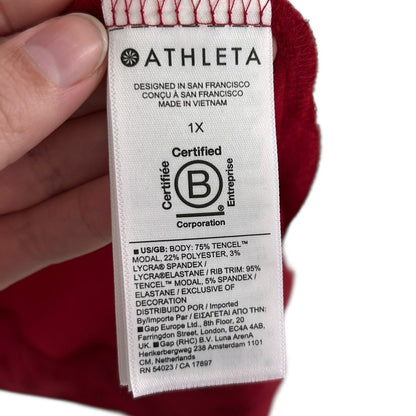 ATHLETA
DESIGNED IN SAN FRANCISCO
CONÇU À SAN FRANCISCO
MADE IN VIETNAM
1X
Certified
Certifiée
B
Entreprise
Corporation
■ US/GB: BODY: 75% TENCEL™
MODAL, 22% POLYESTER, 3%
LYCRA® SPANDEX /
LYCRA®ELASTANE / RIB TRIM: 95%
TENCEL™ MODAL, 5% SPANDEX /
ELASTANE / EXCLUSIVE OF
DECORATION
DISTRIBUIDO POR / Imported
By/Importe Par / ΕΙΣΑΓΕΤΑΙ ΑΠΟ ΤΗΝ /
■ Gap Europe Ltd., 8th Floor, 20
Farringdon Street, London, EC4A 4AB,
UK. ■ Gap (RHC) B.V. Luna ArenA
Herikerbergweg 238 Amsterdam 1101
CM, Netherlands
RN 54023 / CA 17897